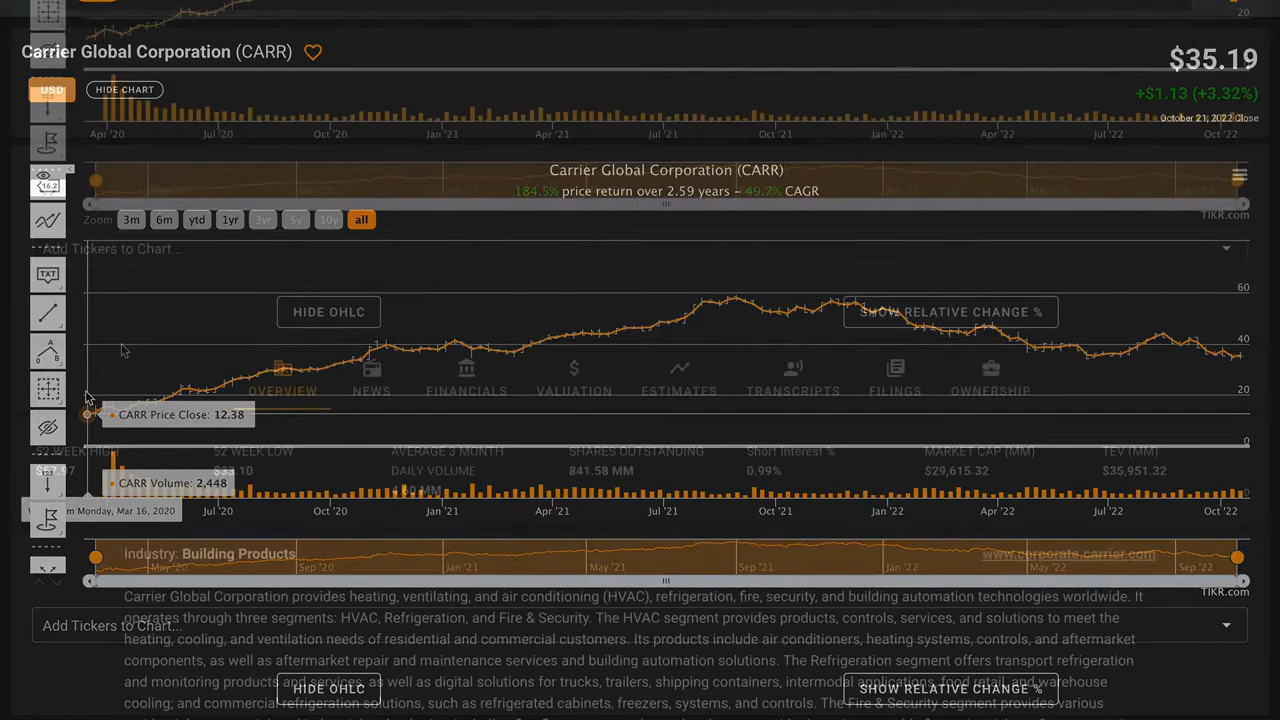 20
Carrier Global Corporation (CARR)
$35.19
USD
HIDE CHART
+$1.13 (+3.32%)
October 21, 2022 Close
Apr '20 Jul '20 Oct '20 Jan '21 Apr '21 Jul '21 Oct '21 Jan '22 Apr '22 Jul '22 Oct '22
Carrier Global Corporation (CARR)
184.5% price return over 2.59 years – 49.7% CAGR
16.2
TIKR.com
Zoom 3m 6m ytd 1yr 3yr 5y 10y all
Add Tickers to Chart...
TXT
60
HIDE OHLC
SHOW RELATIVE CHANGE %
40
OVERVIEW NEWS FINANCIALS VALUATION ESTIMATES TRANSCRIPTS FILINGS OWNERSHIP
20
CARR Price Close: 12.38
0
52 WEEK HIGH 52 WEEK LOW AVERAGE 3 MONTH DAILY VOLUME SHARES OUTSTANDING Short Interest % MARKET CAP (MM) TEV (MM)
$57.97 $33.10 4.60 MM 841.58 MM 0.99% $29,615.32 $35,951.32
CARR Volume: 2,448
m Monday, Mar 16, 2020
Jul '20 Oct '20 Jan '21 Apr '21 Jul '21 Oct '21 Jan '22 Apr '22 Jul '22 Oct '22
Industry: Building Products
www.corporate.carrier.com
May '20 Sep '20 Jan '21 May '21 Sep '21 Jan '22 May '22 Sep '22
TIKR.com
Carrier Global Corporation provides heating, ventilating, and air conditioning (HVAC), refrigeration, fire, security, and building automation technologies worldwide. It
operates through three segments: HVAC, Refrigeration, and Fire & Security. The HVAC segment provides products, controls, services, and solutions to meet the
Add Tickers to Chart...
heating, cooling, and ventilation needs of residential and commercial customers. Its products include air conditioners, heating systems, controls, and aftermarket
components, as well as aftermarket repair and maintenance services and building automation solutions. The Refrigeration segment offers transport refrigeration
and monitoring products and services, as well as digital solutions for trucks, trailers, shipping containers, intermodal applications, food retail, and warehouse
HIDE OHLC
SHOW RELATIVE CHANGE %
cooling; and commercial refrigeration solutions, such as refrigerated cabinets, freezers, systems, and controls. The Fire & Security segment provides various